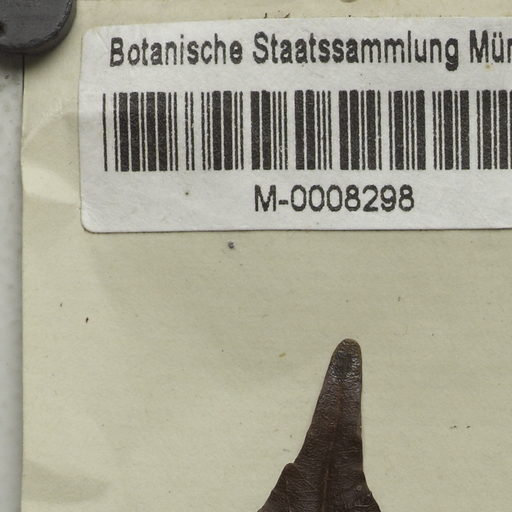 Botanische Staatssammlung Mün
M-0008298